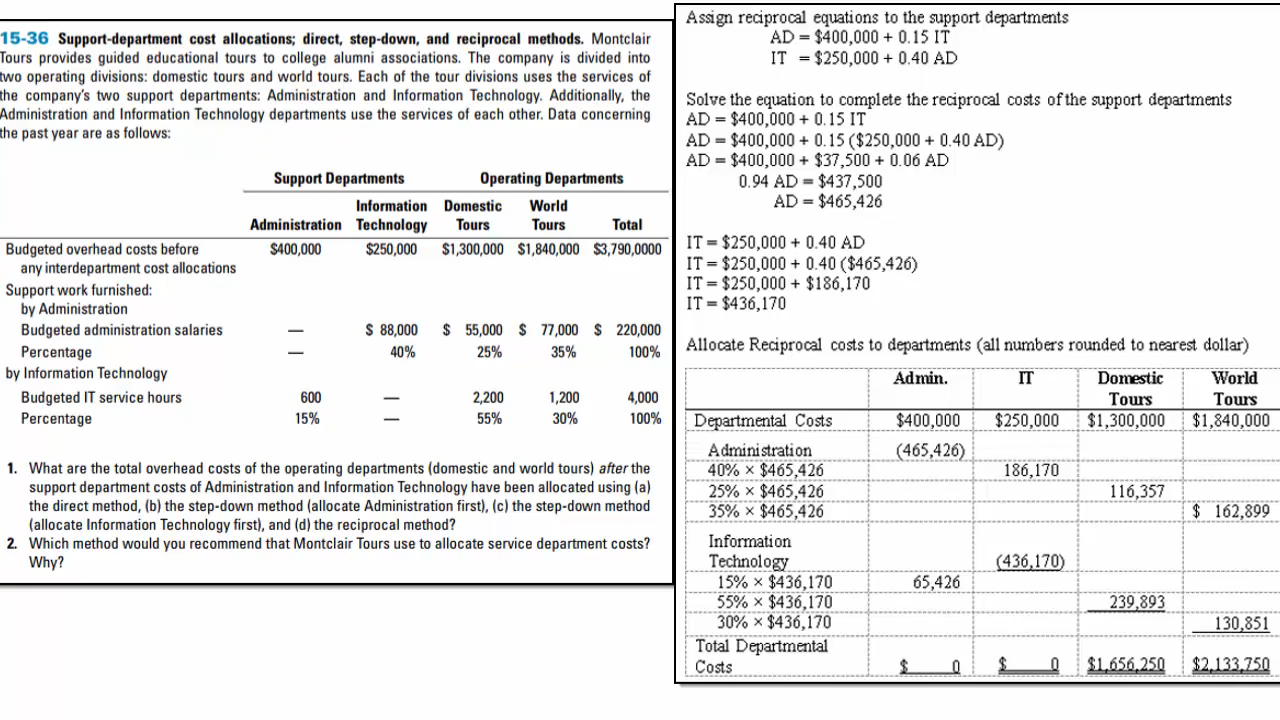 15-36 Support-department cost allocations; direct, step-down, and reciprocal methods. Montclair
Tours provides guided educational tours to college alumni associations. The company is divided into
two operating divisions: domestic tours and world tours. Each of the tour divisions uses the services of
the company's two support departments: Administration and Information Technology. Additionally, the
Administration and Information Technology departments use the services of each other. Data concerning
the past year are as follows:
Support Departments Operating Departments
Information Domestic World
Administration Technology Tours Tours Total
Budgeted overhead costs before $400,000 $250,000 $1,300,000 $1,840,000 $3,790,0000
any interdepartment cost allocations
Support work furnished:
by Administration
Budgeted administration salaries — $ 88,000 $ 55,000 $ 77,000 $ 220,000
Percentage — 40% 25% 35% 100%
by Information Technology
Budgeted IT service hours 600 — 2,200 1,200 4,000
Percentage 15% — 55% 30% 100%
1. What are the total overhead costs of the operating departments (domestic and world tours) after the
support department costs of Administration and Information Technology have been allocated using (a)
the direct method, (b) the step-down method (allocate Administration first), (c) the step-down method
(allocate Information Technology first), and (d) the reciprocal method?
2. Which method would you recommend that Montclair Tours use to allocate service department costs?
Why?
Assign reciprocal equations to the support departments
AD = $400,000 + 0.15 IT
IT = $250,000 + 0.40 AD
Solve the equation to complete the reciprocal costs of the support departments
AD = $400,000 + 0.15 IT
AD = $400,000 + 0.15 ($250,000 + 0.40 AD)
AD = $400,000 + $37,500 + 0.06 AD
0.94 AD = $437,500
AD = $465,426
IT = $250,000 + 0.40 AD
IT = $250,000 + 0.40 ($465,426)
IT = $250,000 + $186,170
IT = $436,170
Allocate Reciprocal costs to departments (all numbers rounded to nearest dollar)
Admin. IT Domestic World
Tours Tours
Departmental Costs $400,000 $250,000 $1,300,000 $1,840,000
Administration (465,426)
40% × $465,426 186,170
25% × $465,426 116,357
35% × $465,426 $ 162,899
Information
Technology (436,170)
15% × $436,170 65,426
55% × $436,170 239,893
30% × $436,170 130,851
Total Departmental
Costs $ 0 $ 0 $1,656,250 $2,133,750